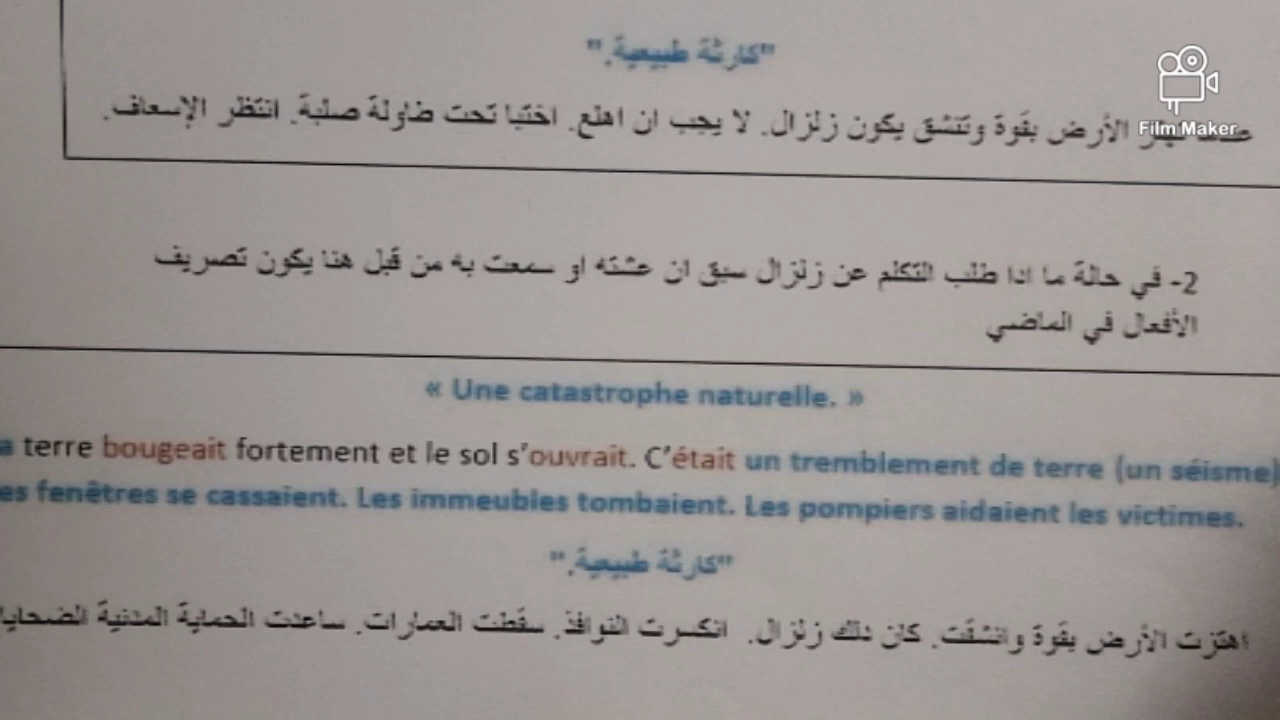 "كارثة طبيعية."
Film Maker
الأرض بقوة وتنشق يكون زلزال. لا يجب ان اهلع. اختبا تحت طاولة صلبة. انتظر الإسعاف.
2- في حالة ما اذا طلب التكلم عن زلزال سبق ان عشته او سمعت به من قبل هنا يكون تصريف
الأفعال في الماضي
« Une catastrophe naturelle. »
a terre bougeait fortement et le sol s’ouvrait. C’était un tremblement de terre (un séisme)
es fenêtres se cassaient. Les immeubles tombaient. Les pompiers aidaient les victimes.
"كارثة طبيعية."
اهتزت الأرض بقوة وانشقت. كان ذلك زلزال. انكسرت النوافذ. سقطت العمارات. ساعدت الحماية المدنية الضحايا